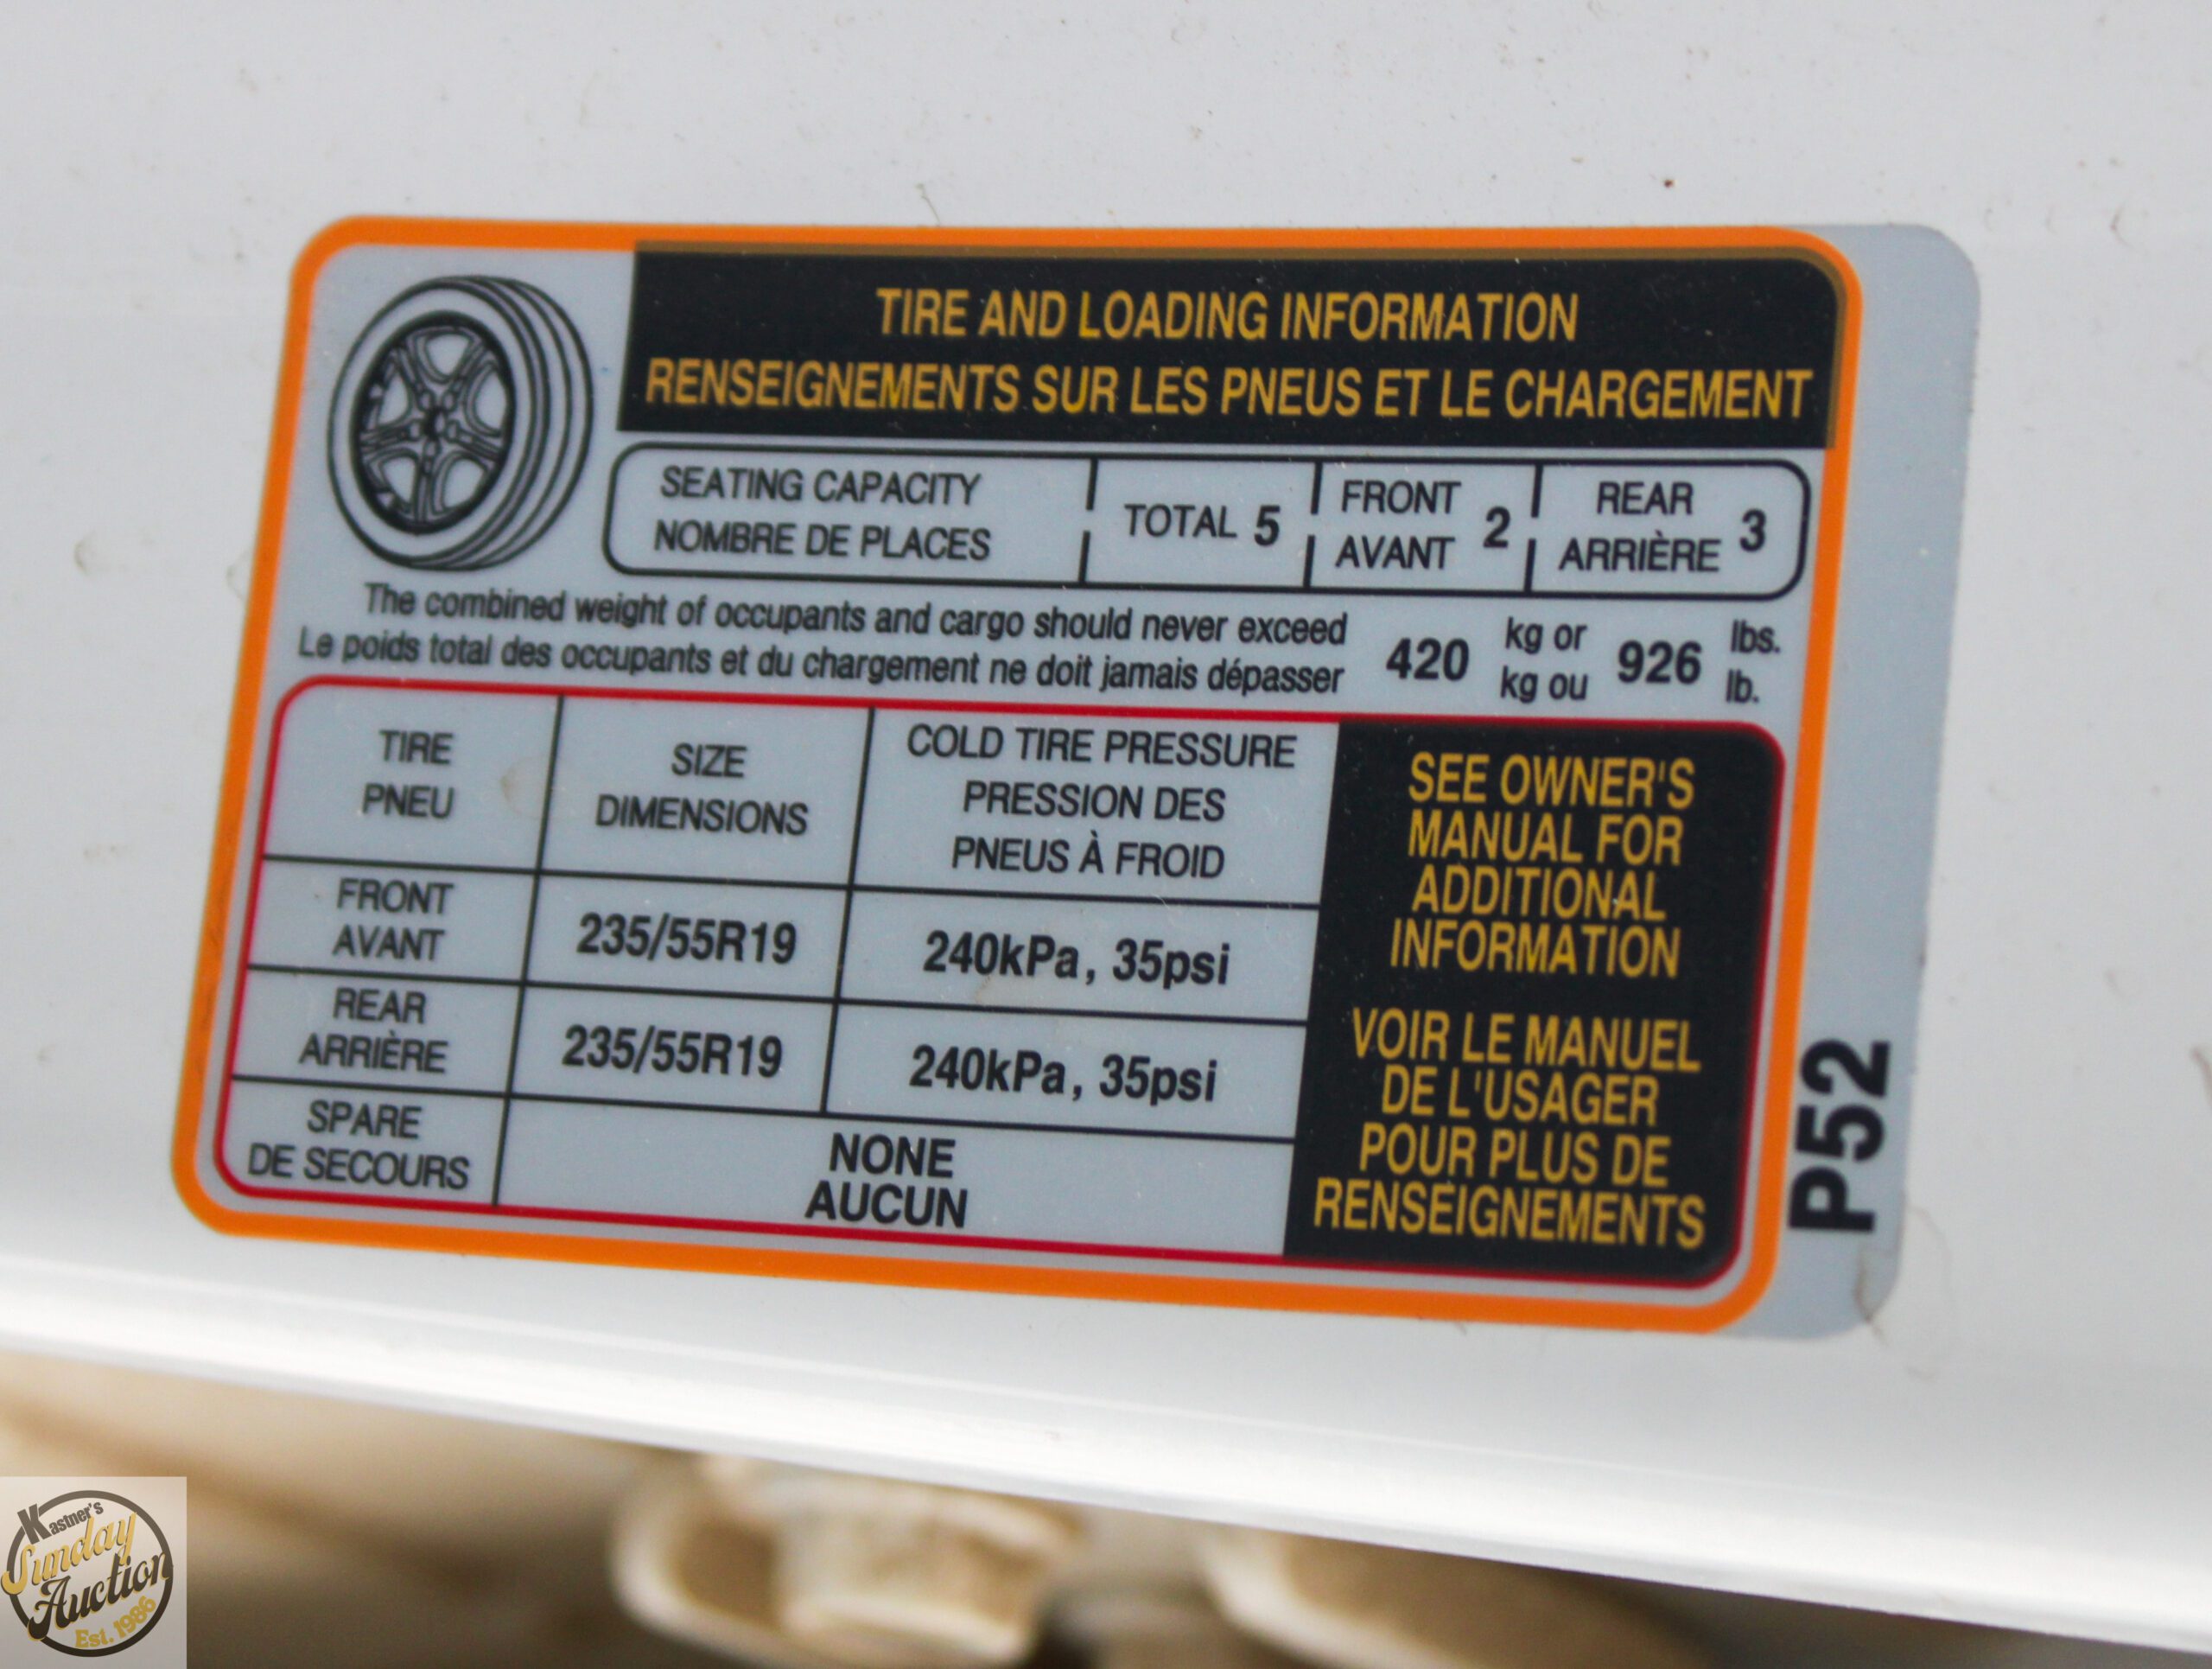 TIRE AND LOADING INFORMATION
RENSEIGNEMENTS SUR LES PNEUS ET LE CHARGEMENT
SEATING CAPACITY
NOMBRE DE PLACES
TOTAL 5
FRONT
AVANT
2
REAR
ARRIÈRE
3
The combined weight of occupants and cargo should never exceed
Le poids total des occupants et du chargement ne doit jamais dépasser
420
kg or
kg ou
926
lbs.
lb.
TIRE
PNEU
SIZE
DIMENSIONS
COLD TIRE PRESSURE
PRESSION DES
PNEUS À FROID
FRONT
AVANT
235/55R19
240kPa, 35psi
REAR
ARRIÈRE
235/55R19
240kPa, 35psi
SPARE
DE SECOURS
NONE
AUCUN
SEE OWNER'S
MANUAL FOR
ADDITIONAL
INFORMATION
VOIR LE MANUEL
DE L'USAGER
POUR PLUS DE
RENSEIGNEMENTS
P52
Kastner's
Sunday
Auction
Est. 1986